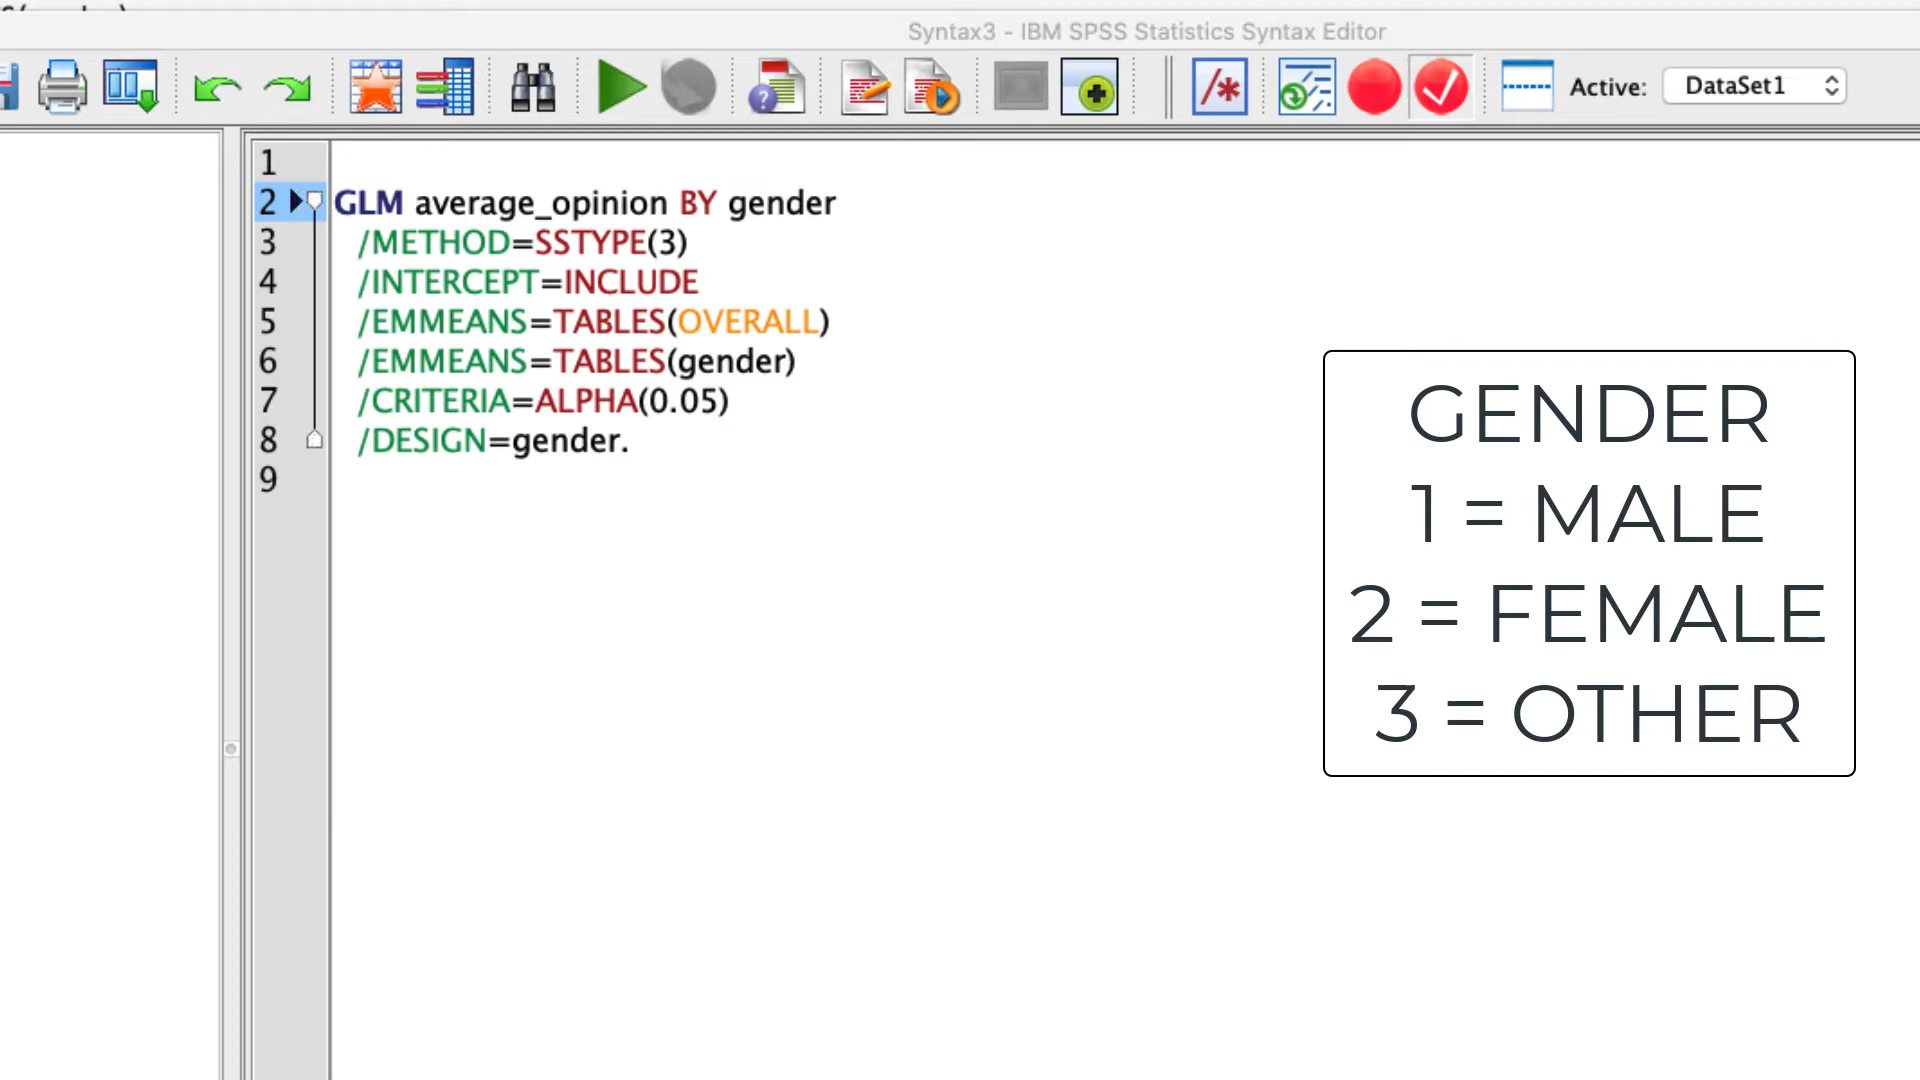 Syntax3 - IBM SPSS Statistics Syntax Editor
Active: DataSet1
1
2 GLM average_opinion BY gender
3 /METHOD=SSTYPE(3)
4 /INTERCEPT=INCLUDE
5 /EMMEANS=TABLES(OVERALL)
6 /EMMEANS=TABLES(gender)
7 /CRITERIA=ALPHA(0.05)
8 /DESIGN=gender.
9
GENDER
1 = MALE
2 = FEMALE
3 = OTHER